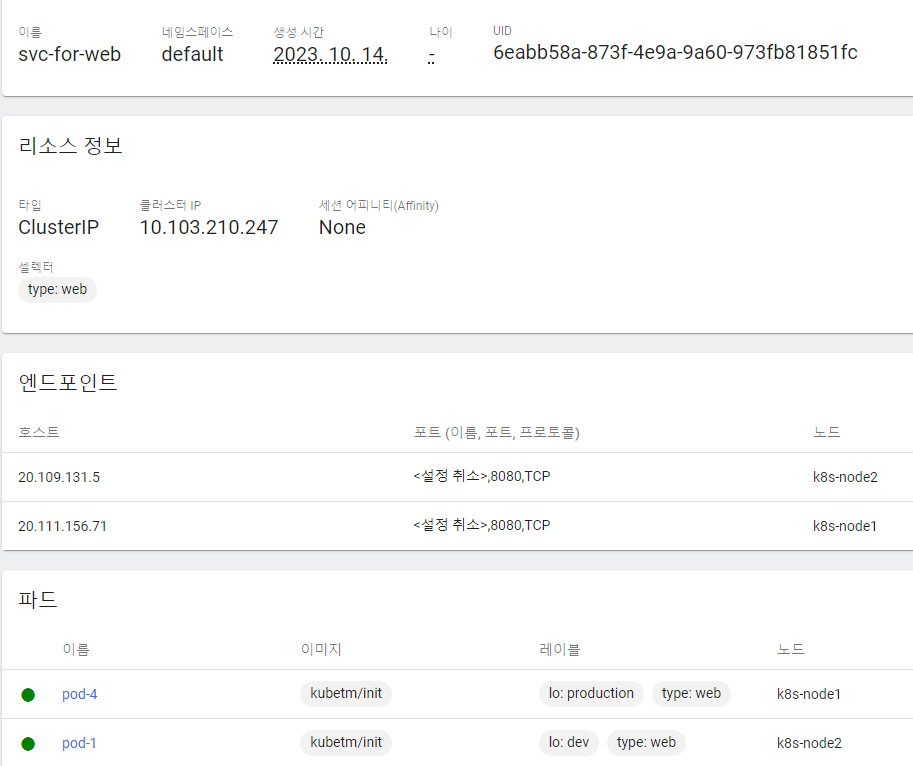 이름 네임스페이스 생성 시간 나이 UID
svc-for-web default 2023. 10. 14. - 6eabb58a-873f-4e9a-9a60-973fb81851fc
리소스 정보
타입 클러스터 IP 세션 어피니티(Affinity)
ClusterIP 10.103.210.247 None
셀렉터
type: web
엔드포인트
호스트 포트 (이름, 포트, 프로토콜) 노드
20.109.131.5 <설정 취소>,8080,TCP k8s-node2
20.111.156.71 <설정 취소>,8080,TCP k8s-node1
파드
이름 이미지 레이블 노드
pod-4 kubetm/init lo: production type: web k8s-node1
pod-1 kubetm/init lo: dev type: web k8s-node2